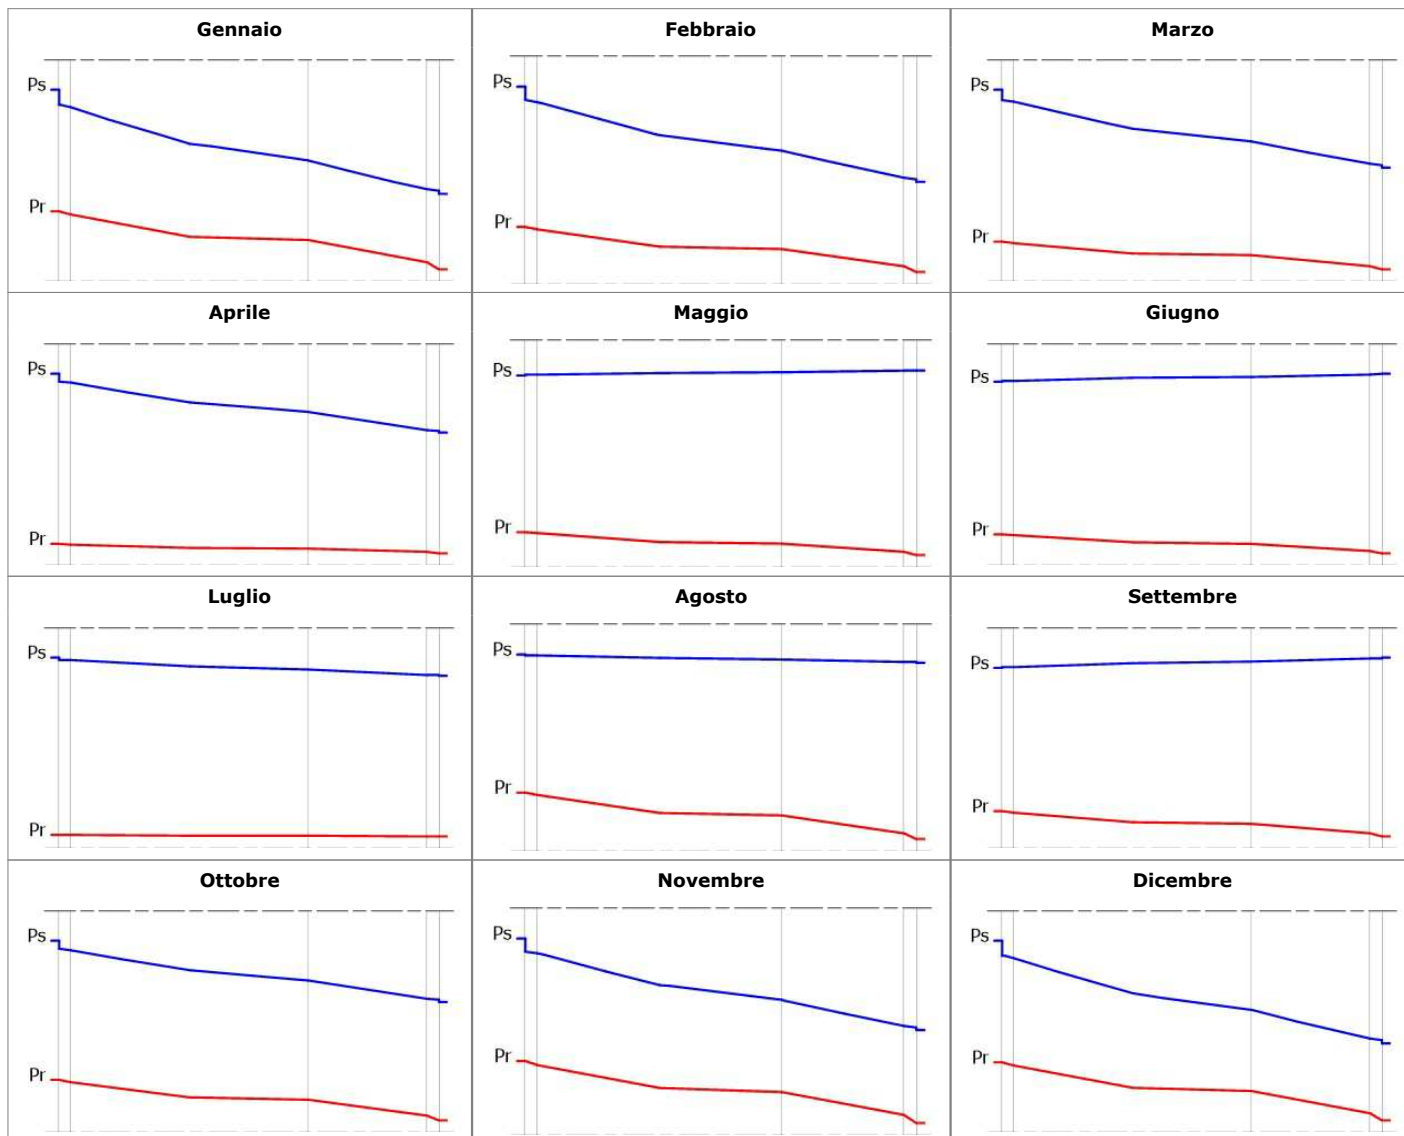 Gennaio
Febbraio
Marzo
Ps
Pr
Ps
Pr
Ps
Pr
Aprile
Maggio
Giugno
Ps
Pr
Ps
Pr
Ps
Pr
Luglio
Agosto
Settembre
Ps
Pr
Ps
Pr
Ps
Pr
Ottobre
Novembre
Dicembre
Ps
Pr
Ps
Pr
Ps
Pr